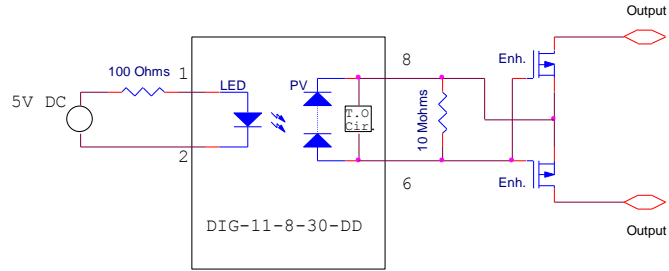 Output
100 Ohms
1
LED
PV
8
Enh.
5V DC
T.O
Cir.
10 Mohms
2
6
Enh.
DIG-11-8-30-DD
Output